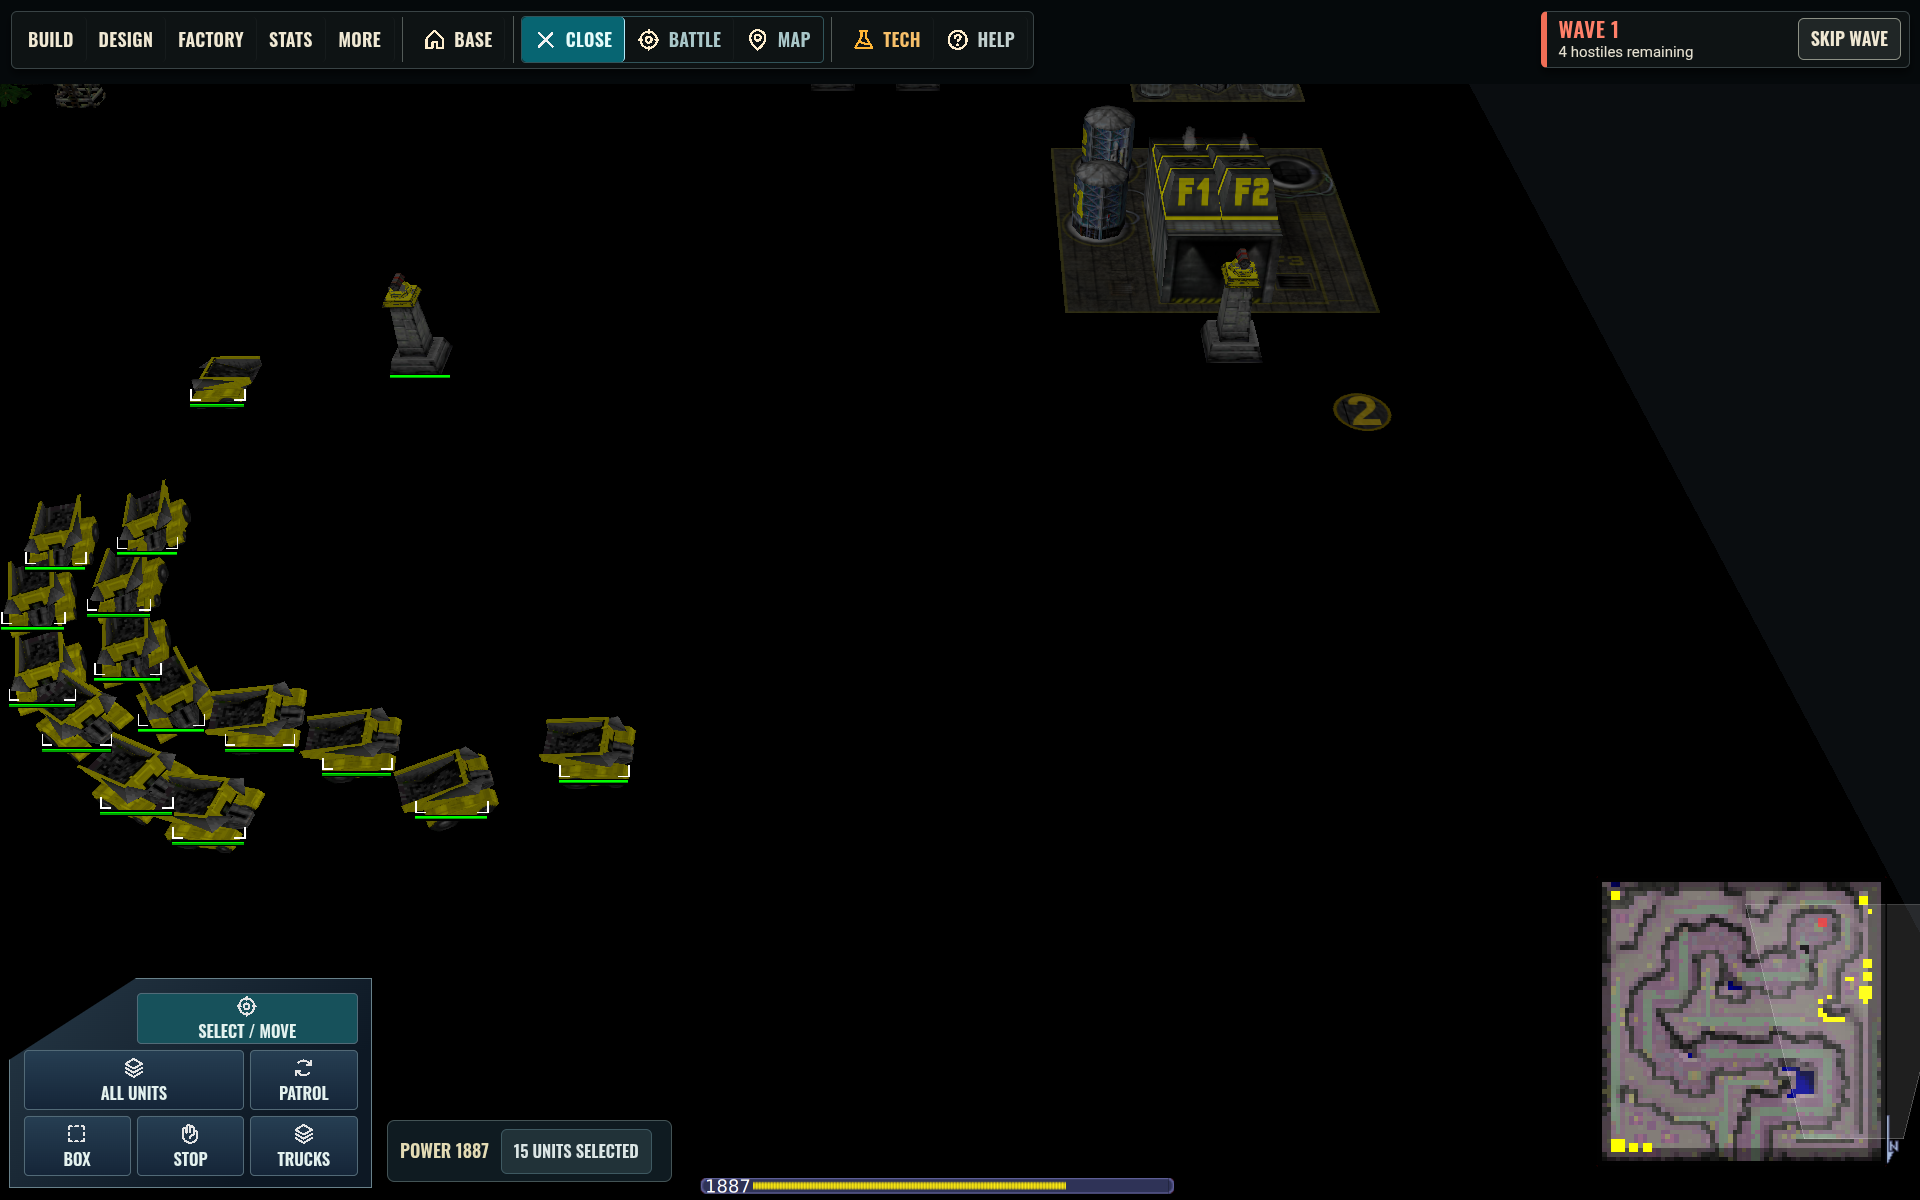 BUILD
DESIGN
FACTORY
STATS
MORE
BASE
CLOSE
BATTLE
MAP
TECH
HELP
WAVE 1
4 hostiles remaining
SKIP WAVE
F1
F2
F3
2
SELECT / MOVE
ALL UNITS
PATROL
BOX
STOP
TRUCKS
POWER 1887
15 UNITS SELECTED
1887
N